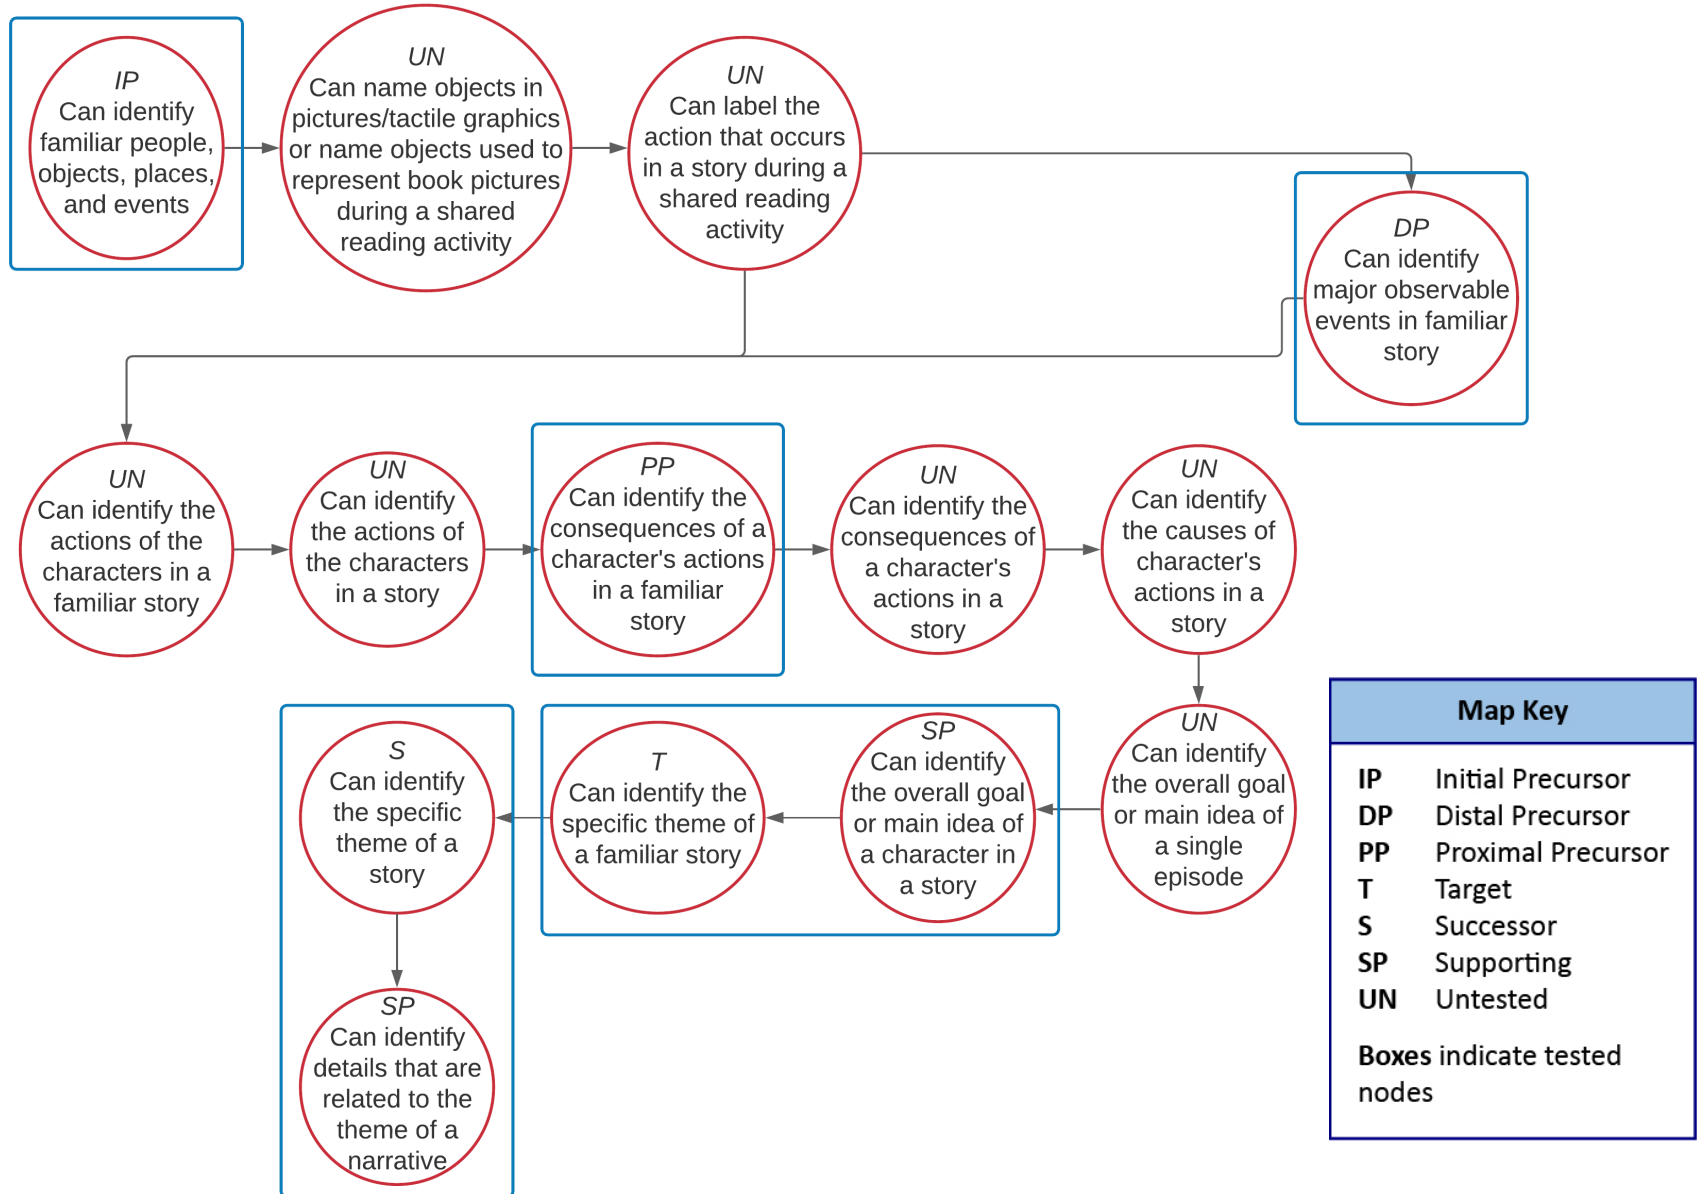 IP
Can identify
familiar people,
objects, places,
and events
UN
Can name objects in
pictures/tactile graphics
or name objects used to
represent book pictures
during a shared
reading activity
UN
Can label the
action that occurs
in a story during a
shared reading
activity
DP
Can identify
major observable
events in familiar
story
UN
Can identify the
actions of the
characters in a
familiar story
UN
Can identify
the actions of
the characters
in a story
PP
Can identify the
consequences of a
character's actions
in a familiar
story
UN
Can identify the
consequences of
a character's
actions in a
story
UN
Can identify
the causes of
character's
actions in a
story
UN
Can identify
the overall goal
or main idea of
a single
episode
SP
Can identify
the overall goal
or main idea of
a character in
a story
T
Can identify the
specific theme of
a familiar story
S
Can identify
the specific
theme of a
story
SP
Can identify
details that are
related to the
theme of a
narrative
Map Key
IP Initial Precursor
DP Distal Precursor
PP Proximal Precursor
T Target
S Successor
SP Supporting
UN Untested
Boxes indicate tested
nodes